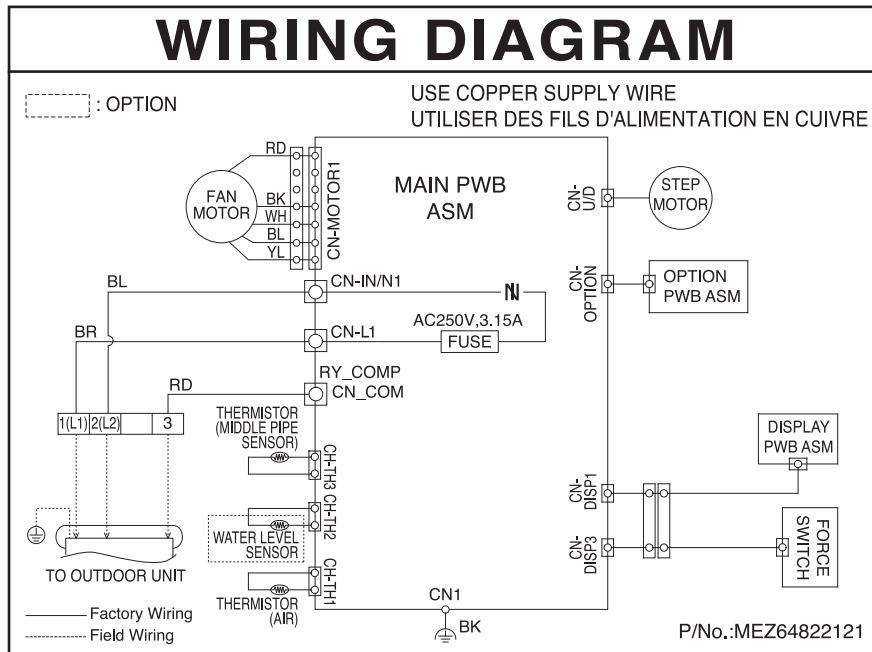 WIRING DIAGRAM
: OPTION
USE COPPER SUPPLY WIRE
UTILISER DES FILS D'ALIMENTATION EN CUIVRE
RD
FAN
MOTOR
BK
WH
BL
YL
CN-MOTOR1
MAIN PWB
ASM
CN-
U/D
STEP
MOTOR
CN-
OPTION
OPTION
PWB ASM
BL
CN-IN/N1
BR
CN-L1
AC250V,3.15A
FUSE
RY_COMP
CN_COM
RD
1(L1)
2(L2)
3
THERMISTOR
(MIDDLE PIPE
SENSOR)
CH-TH3
CH-TH2
WATER LEVEL
SENSOR
CH-TH1
THERMISTOR
(AIR)
DISPLAY
PWB ASM
CN-
DISP1
CN-
DISP3
FORCE
SWITCH
TO OUTDOOR UNIT
CN1
BK
Factory Wiring
Field Wiring
P/No.:MEZ64822121